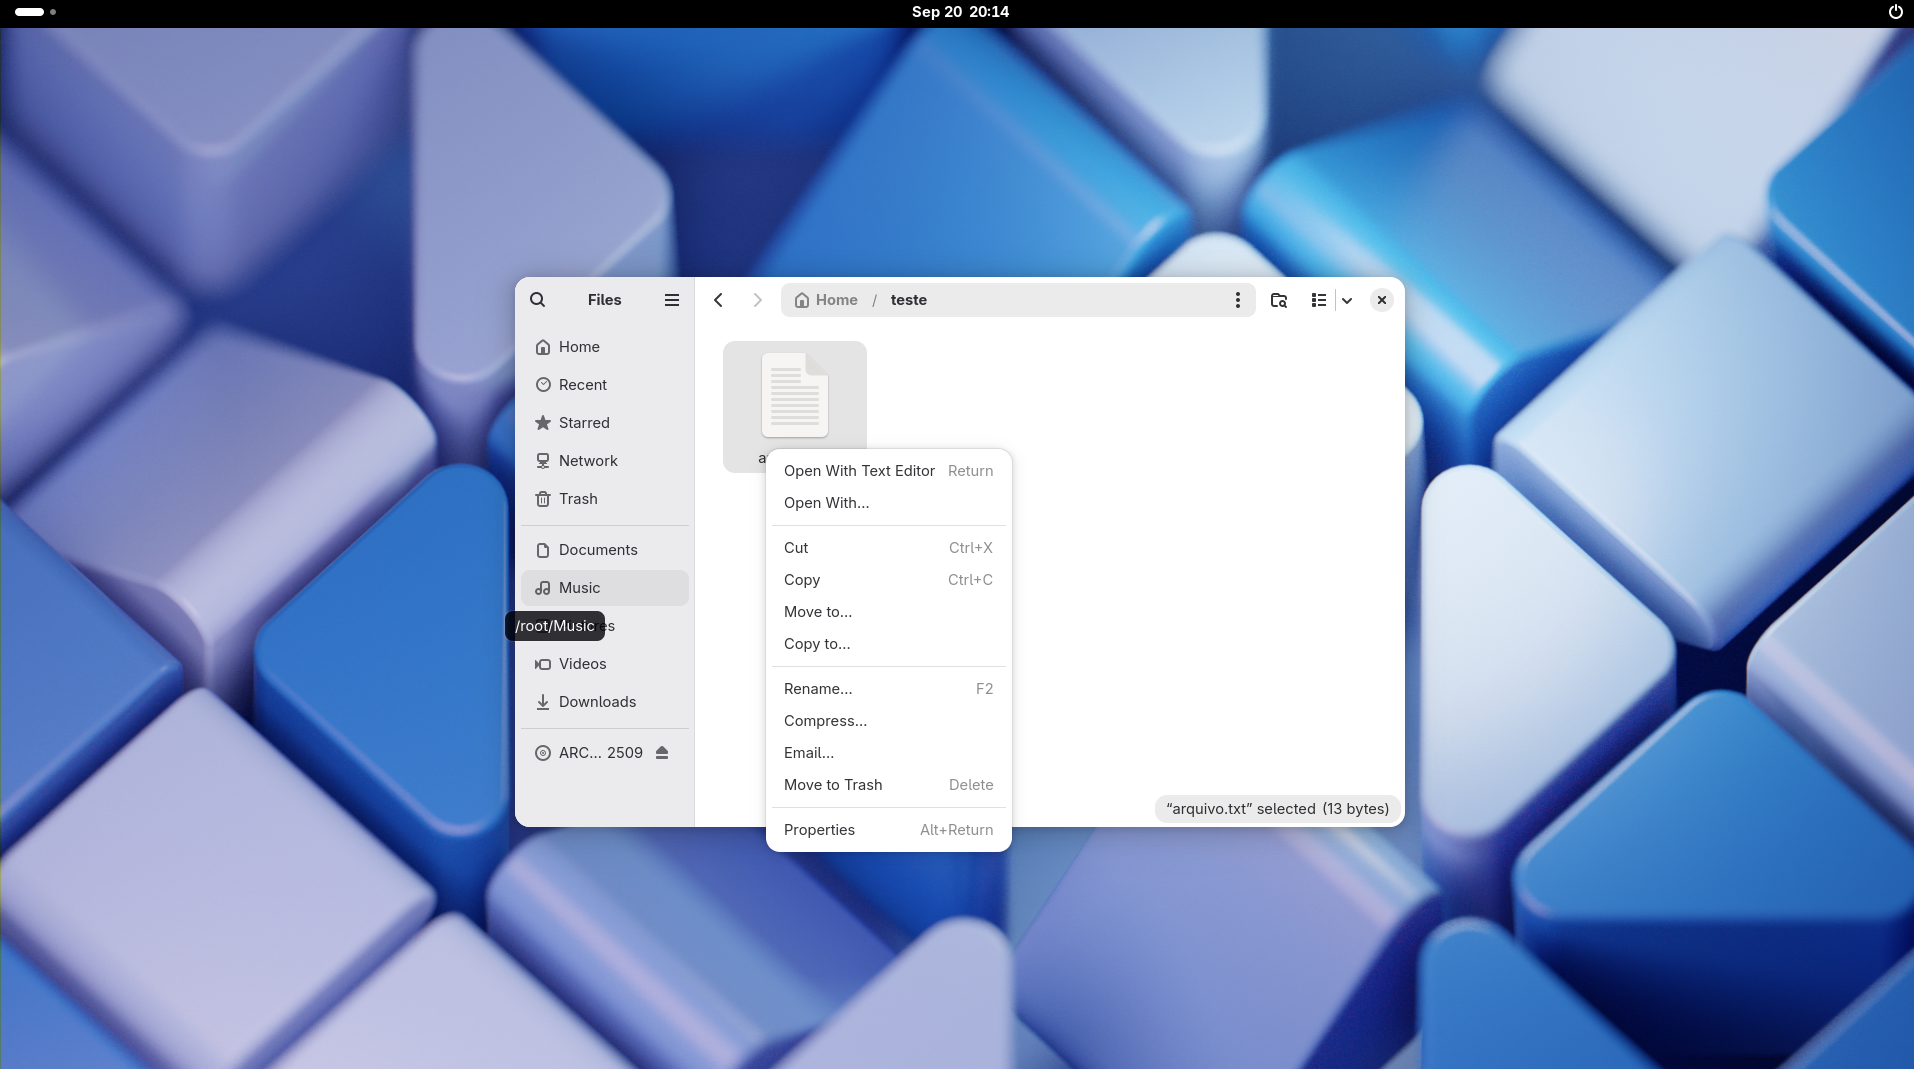 Sep 20 20:14
Files
Home / teste
Home
Recent
Starred
Network
Trash
Documents
Music
/root/Music
Videos
Downloads
ARC... 2509
Open With Text Editor Return
Open With...
Cut Ctrl+X
Copy Ctrl+C
Move to...
Copy to...
Rename... F2
Compress...
Email...
Move to Trash Delete
Properties Alt+Return
“arquivo.txt” selected (13 bytes)